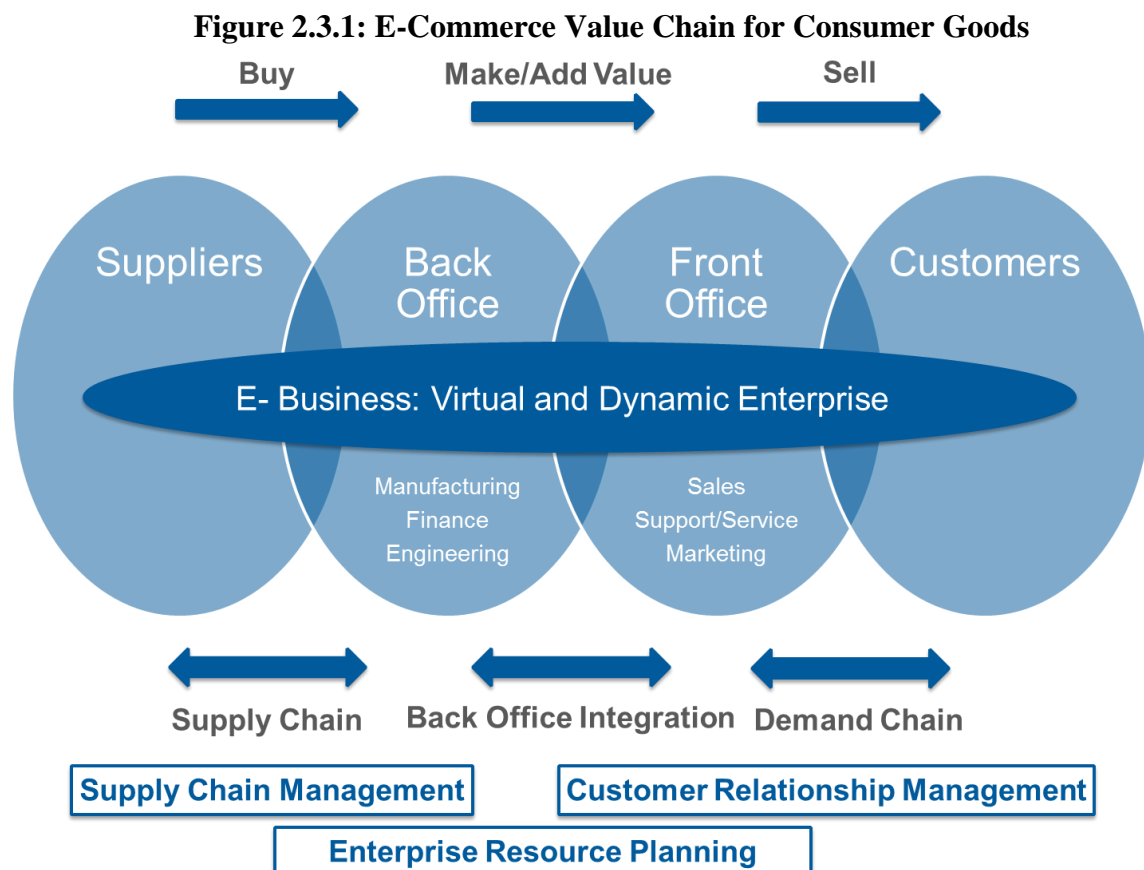 Figure 2.3.1: E-Commerce Value Chain for Consumer Goods
Buy
Make/Add Value
Sell
Suppliers
Back
Office
Front
Office
Customers
E- Business: Virtual and Dynamic Enterprise
Manufacturing
Finance
Engineering
Sales
Support/Service
Marketing
Supply Chain
Back Office Integration
Demand Chain
Supply Chain Management
Customer Relationship Management
Enterprise Resource Planning